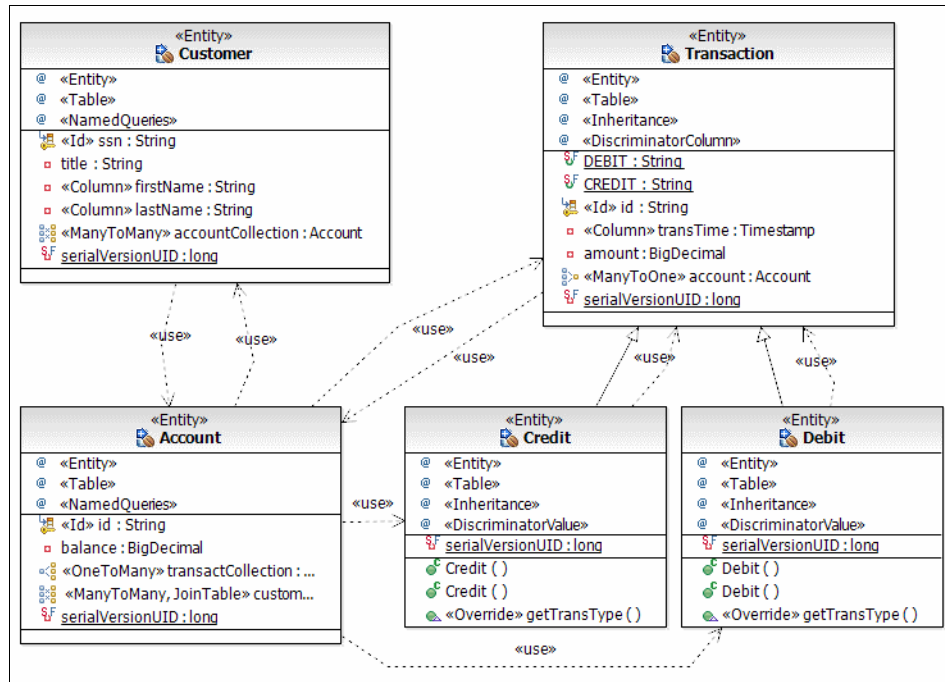 «Entity»
Customer
@ «Entity»
@ «Table»
@ «NamedQueries»
«Id» ssn : String
title : String
«Column» firstName : String
«Column» lastName : String
«ManyToMany» accountCollection : Account
serialVersionUID : long
«Entity»
Transaction
@ «Entity»
@ «Table»
@ «Inheritance»
@ «DiscriminatorColumn»
DEBIT : String
CREDIT : String
«Id» id : String
«Column» transTime : Timestamp
amount : BigDecimal
«ManyToOne» account : Account
serialVersionUID : long
«use»
«use»
«use»
«use»
«use»
«use»
«Entity»
Account
@ «Entity»
@ «Table»
@ «NamedQueries»
«Id» id : String
balance : BigDecimal
«OneToMany» transactCollection : ...
«ManyToMany, JoinTable» custom...
serialVersionUID : long
«use»
«Entity»
Credit
@ «Entity»
@ «Table»
@ «Inheritance»
@ «DiscriminatorValue»
serialVersionUID : long
Credit ( )
Credit ( )
«Override» getTransType ( )
«Entity»
Debit
@ «Entity»
@ «Table»
@ «Inheritance»
@ «DiscriminatorValue»
serialVersionUID : long
Debit ( )
Debit ( )
«Override» getTransType ( )
«use»